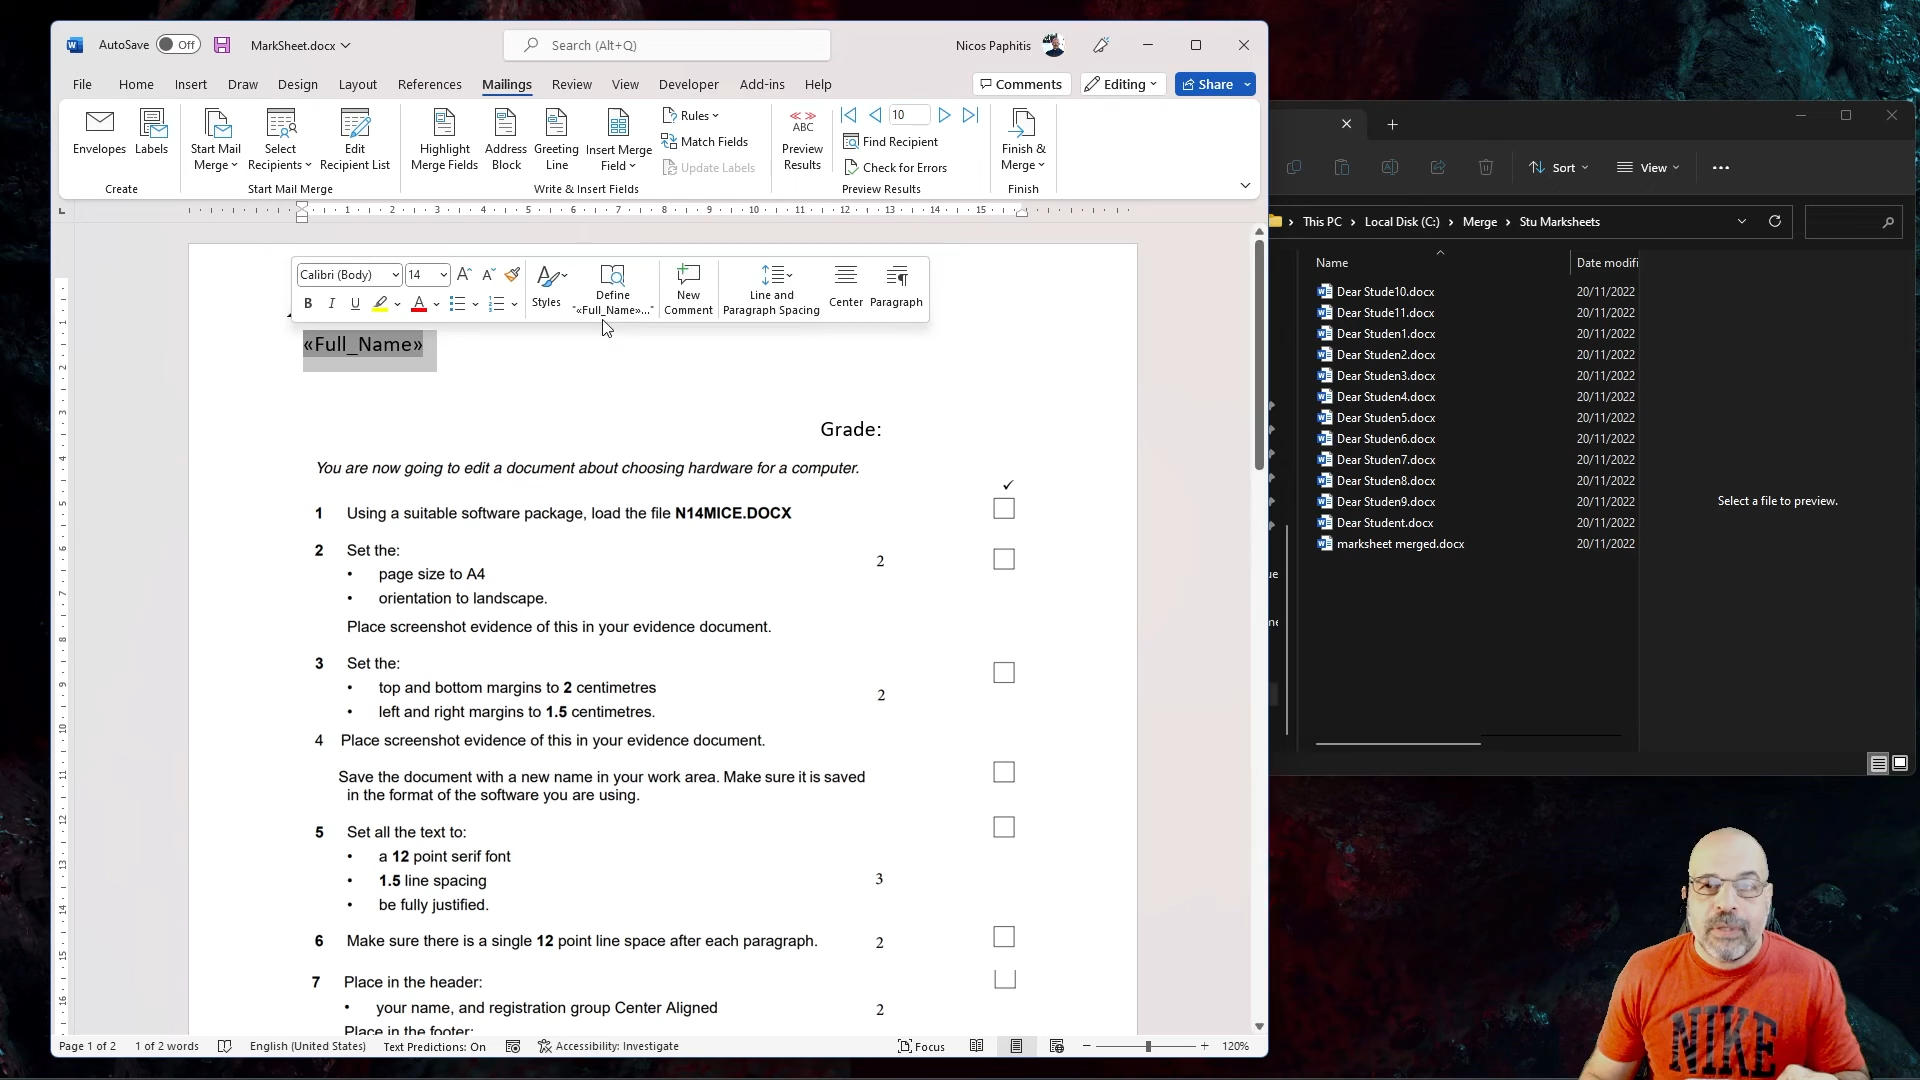 AutoSave Off MarkSheet.docx Search (Alt+Q) Nicos Paphitis
File Home Insert Draw Design Layout References Mailings Review View Developer Add-ins Help Comments Editing Share
Envelopes
Labels
Create
Start Mail
Merge
Select
Recipients
Edit
Recipient List
Start Mail Merge
Highlight
Merge Fields
Address
Block
Greeting
Line
Insert Merge
Field
Rules
Match Fields
Update Labels
Write & Insert Fields
ABC
Preview
Results
10
Find Recipient
Check for Errors
Preview Results
Finish &
Merge
Finish
1 2 3 4 5 6 7 8 9 10 11 12 13 14 15
Calibri (Body) 14
B I U
Styles
Define
"«Full_Name»..."
New
Comment
Line and
Paragraph Spacing
Center
Paragraph
«Full_Name»
Grade:
You are now going to edit a document about choosing hardware for a computer.
✓
1 Using a suitable software package, load the file N14MICE.DOCX
2 Set the:
2
• page size to A4
• orientation to landscape.
Place screenshot evidence of this in your evidence document.
3 Set the:
• top and bottom margins to 2 centimetres
2
• left and right margins to 1.5 centimetres.
4 Place screenshot evidence of this in your evidence document.
Save the document with a new name in your work area. Make sure it is saved
in the format of the software you are using.
5 Set all the text to:
• a 12 point serif font
• 1.5 line spacing
3
• be fully justified.
6 Make sure there is a single 12 point line space after each paragraph. 2
7 Place in the header:
• your name, and registration group Center Aligned 2
Place in the footer:
Page 1 of 2 1 of 2 words English (United States) Text Predictions: On Accessibility: Investigate Focus 120%
Sort View
This PC › Local Disk (C:) › Merge › Stu Marksheets
Name Date modifi
Dear Stude10.docx 20/11/2022
Dear Stude11.docx 20/11/2022
Dear Studen1.docx 20/11/2022
Dear Studen2.docx 20/11/2022
Dear Studen3.docx 20/11/2022
Dear Studen4.docx 20/11/2022
Dear Studen5.docx 20/11/2022
Dear Studen6.docx 20/11/2022
Dear Studen7.docx 20/11/2022
Dear Studen8.docx 20/11/2022
Dear Studen9.docx 20/11/2022
Dear Student.docx 20/11/2022
marksheet merged.docx 20/11/2022
Select a file to preview.
NIKE